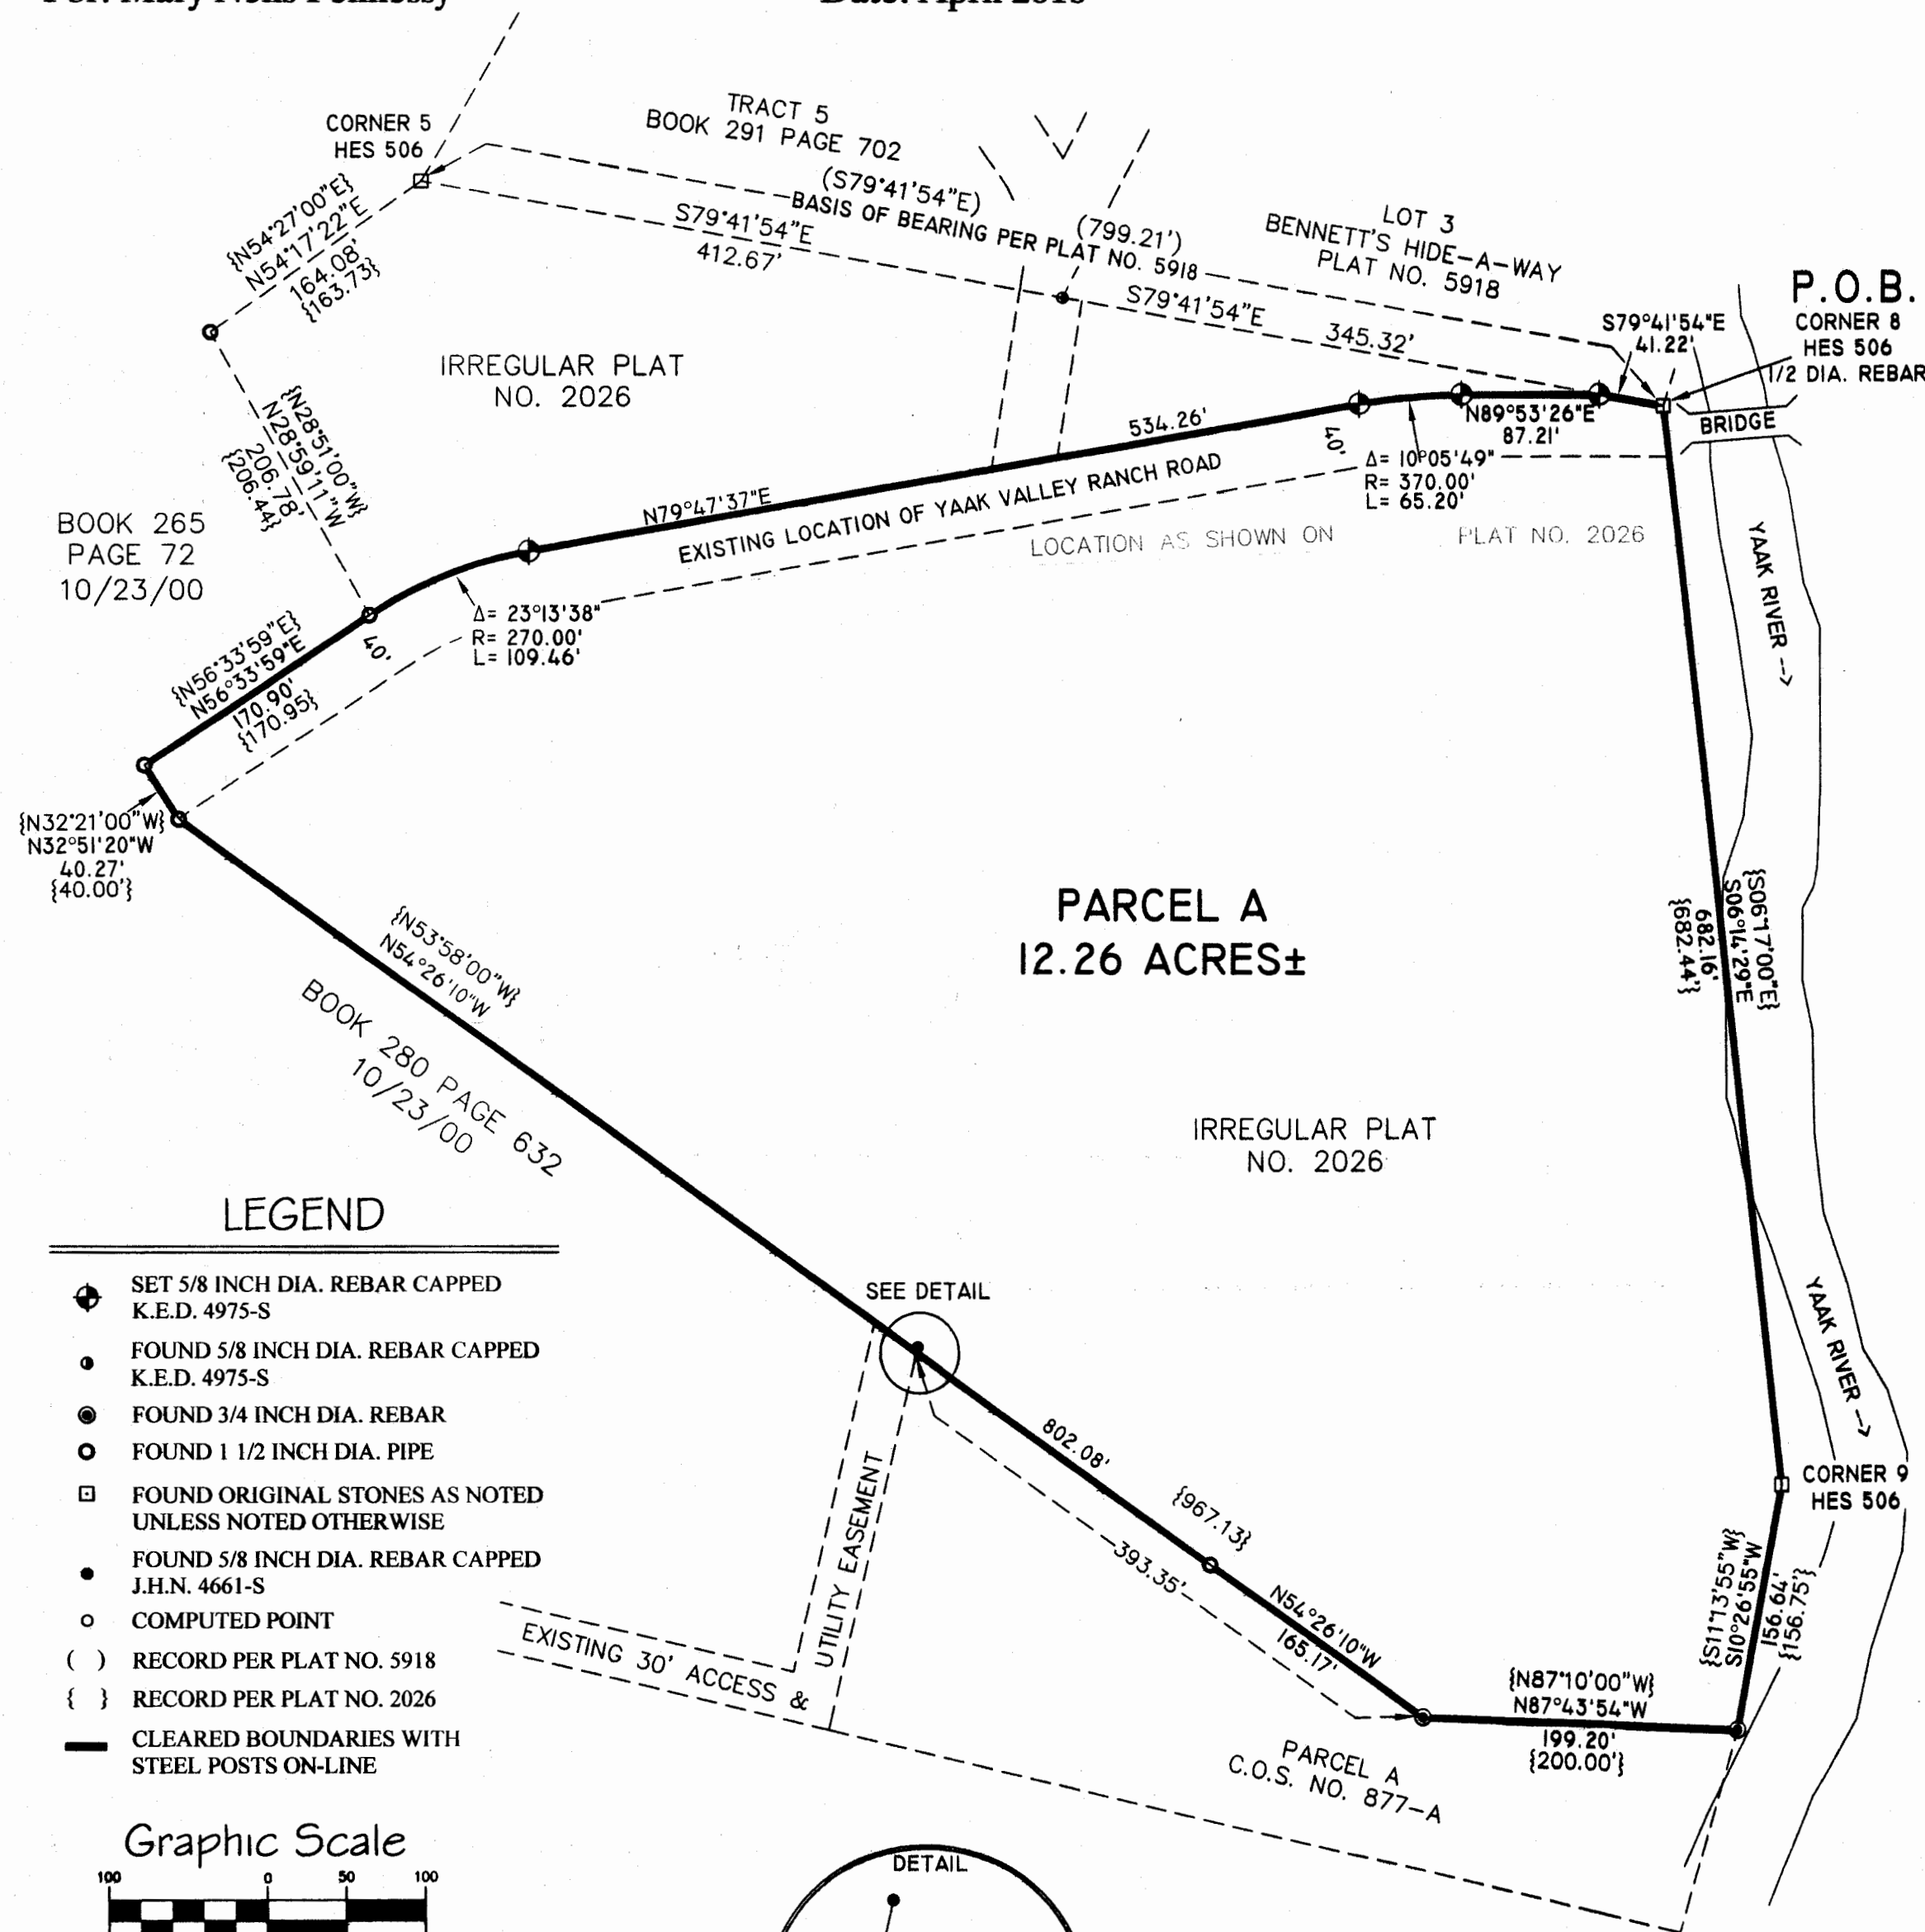 CORNER 5
HES 506
TRACT 5
BOOK 291 PAGE 702
(S79°41'54"E)
BASIS OF BEARING PER PLAT NO. 5918
(799.21')
S79°41'54"E
412.67'
LOT 3
BENNETT'S HIDE-A-WAY
PLAT NO. 5918
S79°41'54"E
345.32'
P.O.B.
CORNER 8
HES 506
1/2 DIA. REBAR
S79°41'54"E
41.22'
BRIDGE
{N54°27'00"E}
N54°17'22"E
164.08'
{163.73}
IRREGULAR PLAT
NO. 2026
{N28°51'00"W}
N28°59'11"W
206.78'
{206.44}
BOOK 265
PAGE 72
10/23/00
534.26'
N79°47'37"E
EXISTING LOCATION OF YAAK VALLEY RANCH ROAD
LOCATION AS SHOWN ON PLAT NO. 2026
40'
N89°53'26"E
87.21'
Δ= 10°05'49"
R= 370.00'
L= 65.20'
Δ= 23°13'38"
R= 270.00'
L= 109.46'
40'
{N56°33'59"E}
N56°33'59"E
170.90'
{170.95}
{N32°21'00"W}
N32°51'20"W
40.27'
{40.00'}
YAAK RIVER -->
{N53°58'00"W}
N54°26'10"W
BOOK 280 PAGE 632
10/23/00
PARCEL A
12.26 ACRES±
{S06°17'00"E}
S06°14'29"E
682.16'
{682.44'}
IRREGULAR PLAT
NO. 2026
YAAK RIVER -->
LEGEND
SET 5/8 INCH DIA. REBAR CAPPED
K.E.D. 4975-S
FOUND 5/8 INCH DIA. REBAR CAPPED
K.E.D. 4975-S
FOUND 3/4 INCH DIA. REBAR
FOUND 1 1/2 INCH DIA. PIPE
FOUND ORIGINAL STONES AS NOTED
UNLESS NOTED OTHERWISE
FOUND 5/8 INCH DIA. REBAR CAPPED
J.H.N. 4661-S
COMPUTED POINT
( ) RECORD PER PLAT NO. 5918
{ } RECORD PER PLAT NO. 2026
CLEARED BOUNDARIES WITH
STEEL POSTS ON-LINE
SEE DETAIL
802.08'
{967.13}
393.35'
N54°26'10"W
165.17'
EXISTING 30' ACCESS &
UTILITY EASEMENT
CORNER 9
HES 506
{S11°13'55"W}
S10°26'55"W
156.64'
{156.75'}
{N87°10'00"W}
N87°43'54"W
199.20'
{200.00'}
PARCEL A
C.O.S. NO. 877-A
Graphic Scale
100 0 50 100
DETAIL